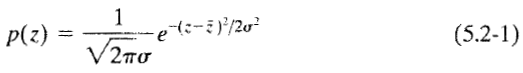 p(z) = \frac{1}{\sqrt{2\pi}\sigma} e^{-(z-\bar{z})^2/2\sigma^2} (5.2-1)